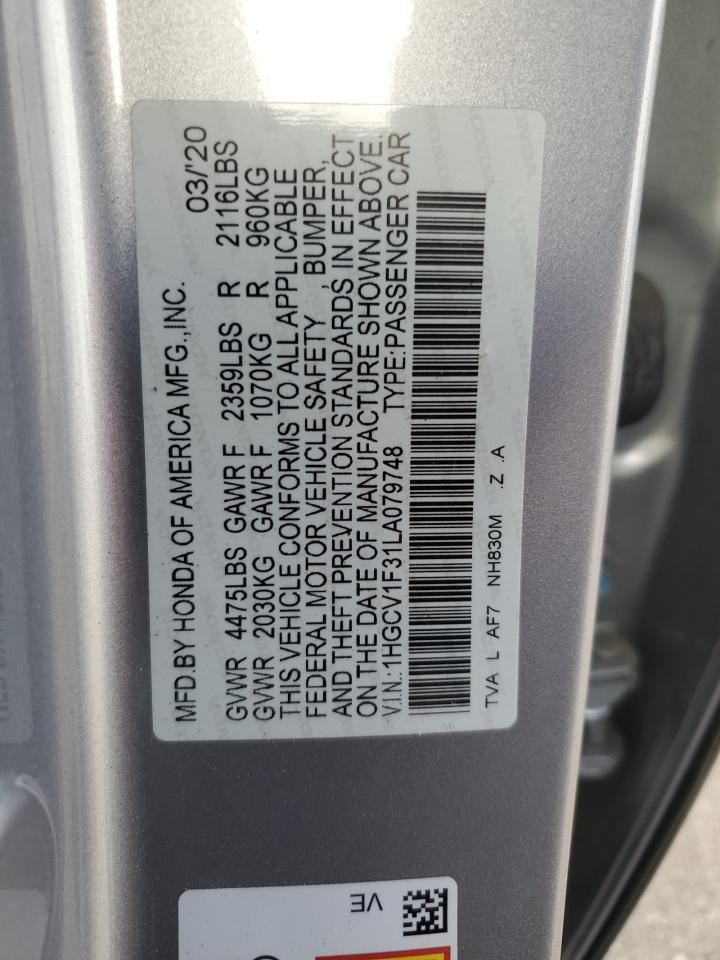 MFD.BY HONDA OF AMERICA MFG.,INC. 03/'20
GVWR 4475LBS GAWR F 2359LBS R 2116LBS
GVWR 2030KG GAWR F 1070KG R 960KG
THIS VEHICLE CONFORMS TO ALL APPLICABLE
FEDERAL MOTOR VEHICLE SAFETY , BUMPER,
AND THEFT PREVENTION STANDARDS IN EFFECT
ON THE DATE OF MANUFACTURE SHOWN ABOVE.
V.I.N.:1HGCV1F31LA079748 TYPE:PASSENGER CAR
TVA L AF7 NH830M .Z .A
VE